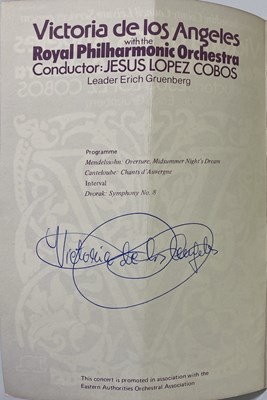 Victoria de los Angeles
with the
Royal Philharmonic Orchestra
Conductor: JESUS LOPEZ COBOS
Leader Erich Gruenberg
Programme
Mendelssohn: Overture, Midsummer Night's Dream
Canteloube: Chants d'Auvergne
Interval
Dvorak: Symphony No. 8
Victoria de los Angeles
This concert is promoted in association with the
Eastern Authorities Orchestral Association